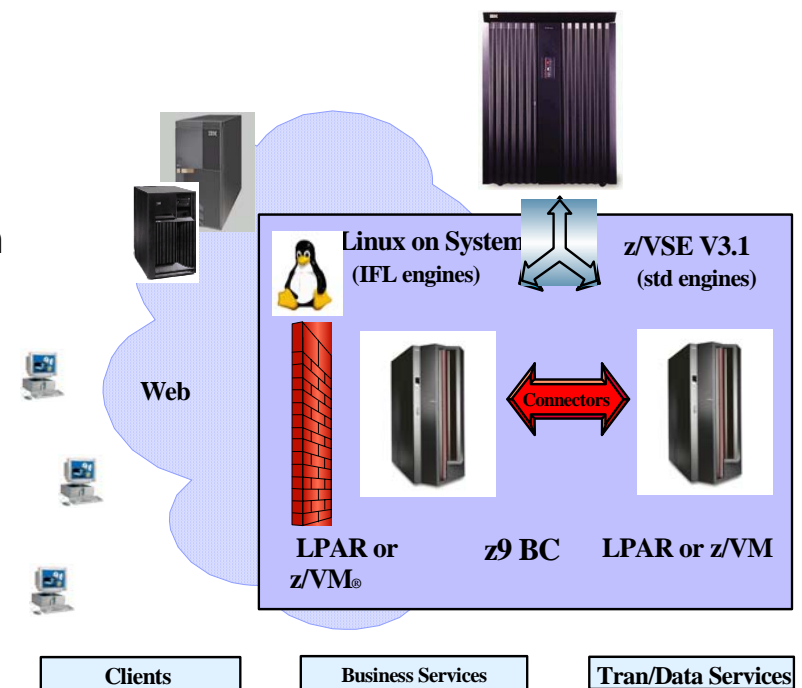 Linux on System
(IFL engines)
z/VSE V3.1
(std engines)
Web
Connectors
LPAR or
z/VM®
z9 BC
LPAR or z/VM
Clients
Business Services
Tran/Data Services